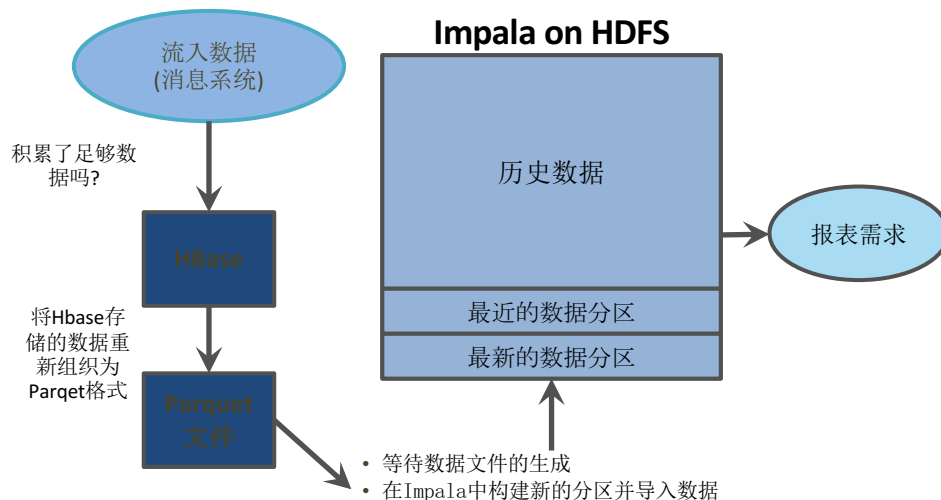 Impala on HDFS
流入数据
(消息系统)
积累了足够数
据吗?
HBase
将Hbase存
储的数据重
新组织为
Parqet格式
Parquet
文件
历史数据
最近的数据分区
最新的数据分区
报表需求
• 等待数据文件的生成
• 在Impala中构建新的分区并导入数据